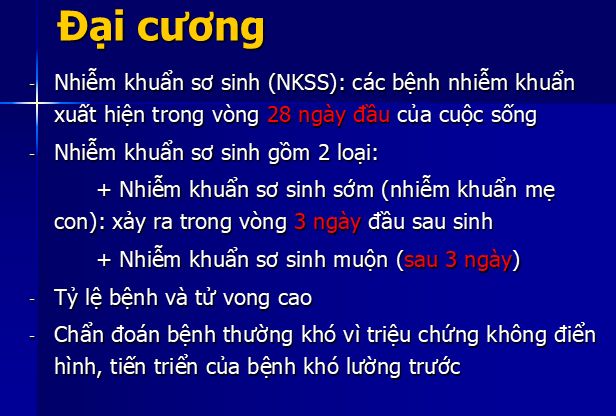 Đại cương
- Nhiễm khuẩn sơ sinh (NKSS): các bệnh nhiễm khuẩn
xuất hiện trong vòng 28 ngày đầu của cuộc sống
- Nhiễm khuẩn sơ sinh gồm 2 loại:
+ Nhiễm khuẩn sơ sinh sớm (nhiễm khuẩn mẹ
con): xảy ra trong vòng 3 ngày đầu sau sinh
+ Nhiễm khuẩn sơ sinh muộn (sau 3 ngày)
- Tỷ lệ bệnh và tử vong cao
- Chẩn đoán bệnh thường khó vì triệu chứng không điển
hình, tiến triển của bệnh khó lường trước